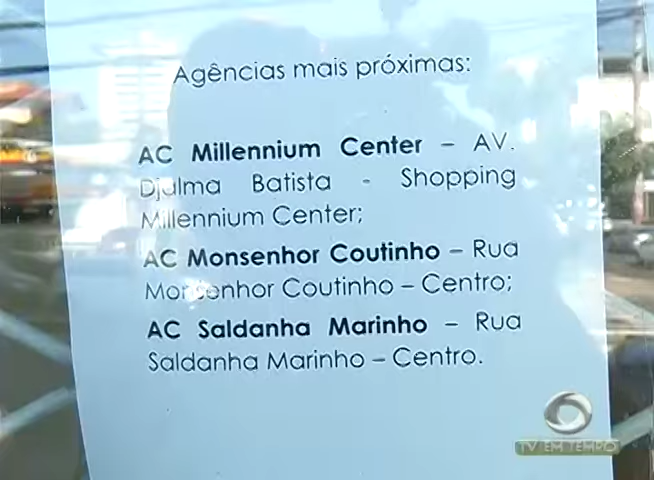 Agências mais próximas:
AC Millennium Center – AV.
Djalma Batista - Shopping
Millennium Center;
AC Monsenhor Coutinho – Rua
Monsenhor Coutinho – Centro;
AC Saldanha Marinho – Rua
Saldanha Marinho – Centro.
TV EM TEMPO